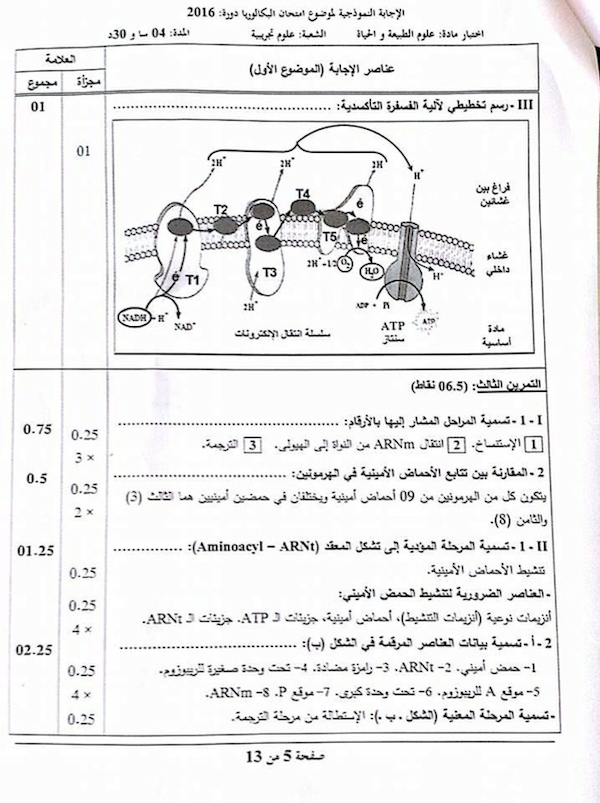 الإجابة النموذجية لموضوع امتحان البكالوريا دورة: 2016
اختبار مادة: علوم الطبيعة و الحياة الشعبة: علوم تجريبية المدة: 04 سا و 30د
العلامة
عناصر الإجابة (الموضوع الأول)
مجزأة مجموع
III - رسم تخطيطي لآلية الفسفرة التأكسدية: ........
01
01
2H⁺ 2H⁺ 2H⁺ H⁺
فراغ بين غشائين
T4
T2
é é é
T5
غشاء داخلي
é T1
T3
2H⁺ 2H⁺ 1/2 O₂ H₂O H⁺
NADH + H⁺ NAD⁺
ADP + Pi ATP
سلسلة انتقال الإلكترونات
ATP سنتاز
مادة أساسية
التمرين الثالث: (06.5 نقاط)
I - 1 - تسمية المراحل المشار إليها بالأرقام: ........
0.75
1 الإستنساخ. 2 انتقال ARNm من النواة إلى الهيولى. 3 الترجمة.
0.25 × 3
2 - المقارنة بين تتابع الأحماض الأمينية في الهرمونين: ........
0.5
يتكون كل من الهرمونين من 09 أحماض أمينية ويختلفان في حمضين أمينيين هما الثالث (3)
والثامن (8).
0.25 × 2
II - 1 - تسمية المرحلة المؤدية إلى تشكل المعقد (Aminoacyl – ARNt): ........
01.25
تنشيط الأحماض الأمينية.
0.25
- العناصر الضرورية لتنشيط الحمض الأميني:
أنزيمات نوعية (أنزيمات التنشيط)، أحماض أمينية، جزيئات الـ ATP. جزيئات الـ ARNt.
0.25 × 4
2 - أ - تسمية بيانات العناصر المرقمة في الشكل (ب): ........
02.25
1- حمض أميني. 2- ARNt. 3- رامزة مضادة. 4- تحت وحدة صغيرة للريبوزوم.
5- موقع A للريبوزوم. 6- تحت وحدة كبرى. 7- موقع P. 8- ARNm.
0.25 × 4
- تسمية المرحلة المعنية (الشكل . ب .): الإستطالة من مرحلة الترجمة.
0.25
صفحة 5 من 13